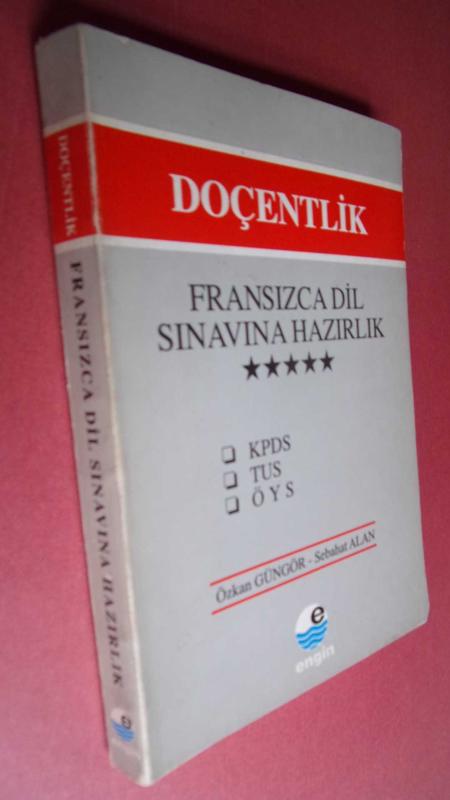 DOÇENTLİK
FRANSIZCA DİL
SINAVINA HAZIRLIK
★★★★★
❑ KPDS
❑ TUS
❑ Ö Y S
Özkan GÜNGÖR - Sebahat ALAN
e
engin
DOÇENTLİK
FRANSIZCA DİL SINAVINA HAZIRLIK
e